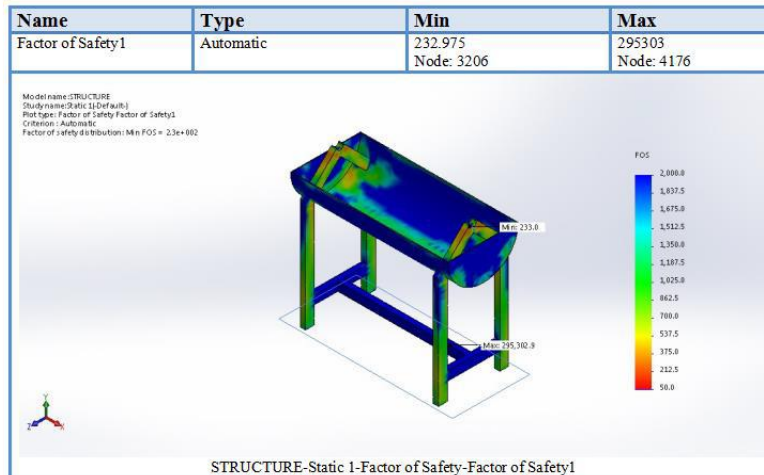 Name Type Min Max
Factor of Safety1 Automatic 232.975 295303
Node: 3206 Node: 4176
Model name:STRUCTURE
Study name:Static 1(-Default-)
Plot type: Factor of Safety Factor of Safety1
Criterion : Automatic
Factor of safety distribution: Min FOS = 2.3e+002
FOS
2,000.0
1,837.5
1,675.0
1,512.5
1,350.0
1,187.5
1,025.0
862.5
700.0
537.5
375.0
212.5
50.0
Min: 233.0
Max: 295,302.9
Y
Z X
STRUCTURE-Static 1-Factor of Safety-Factor of Safety1